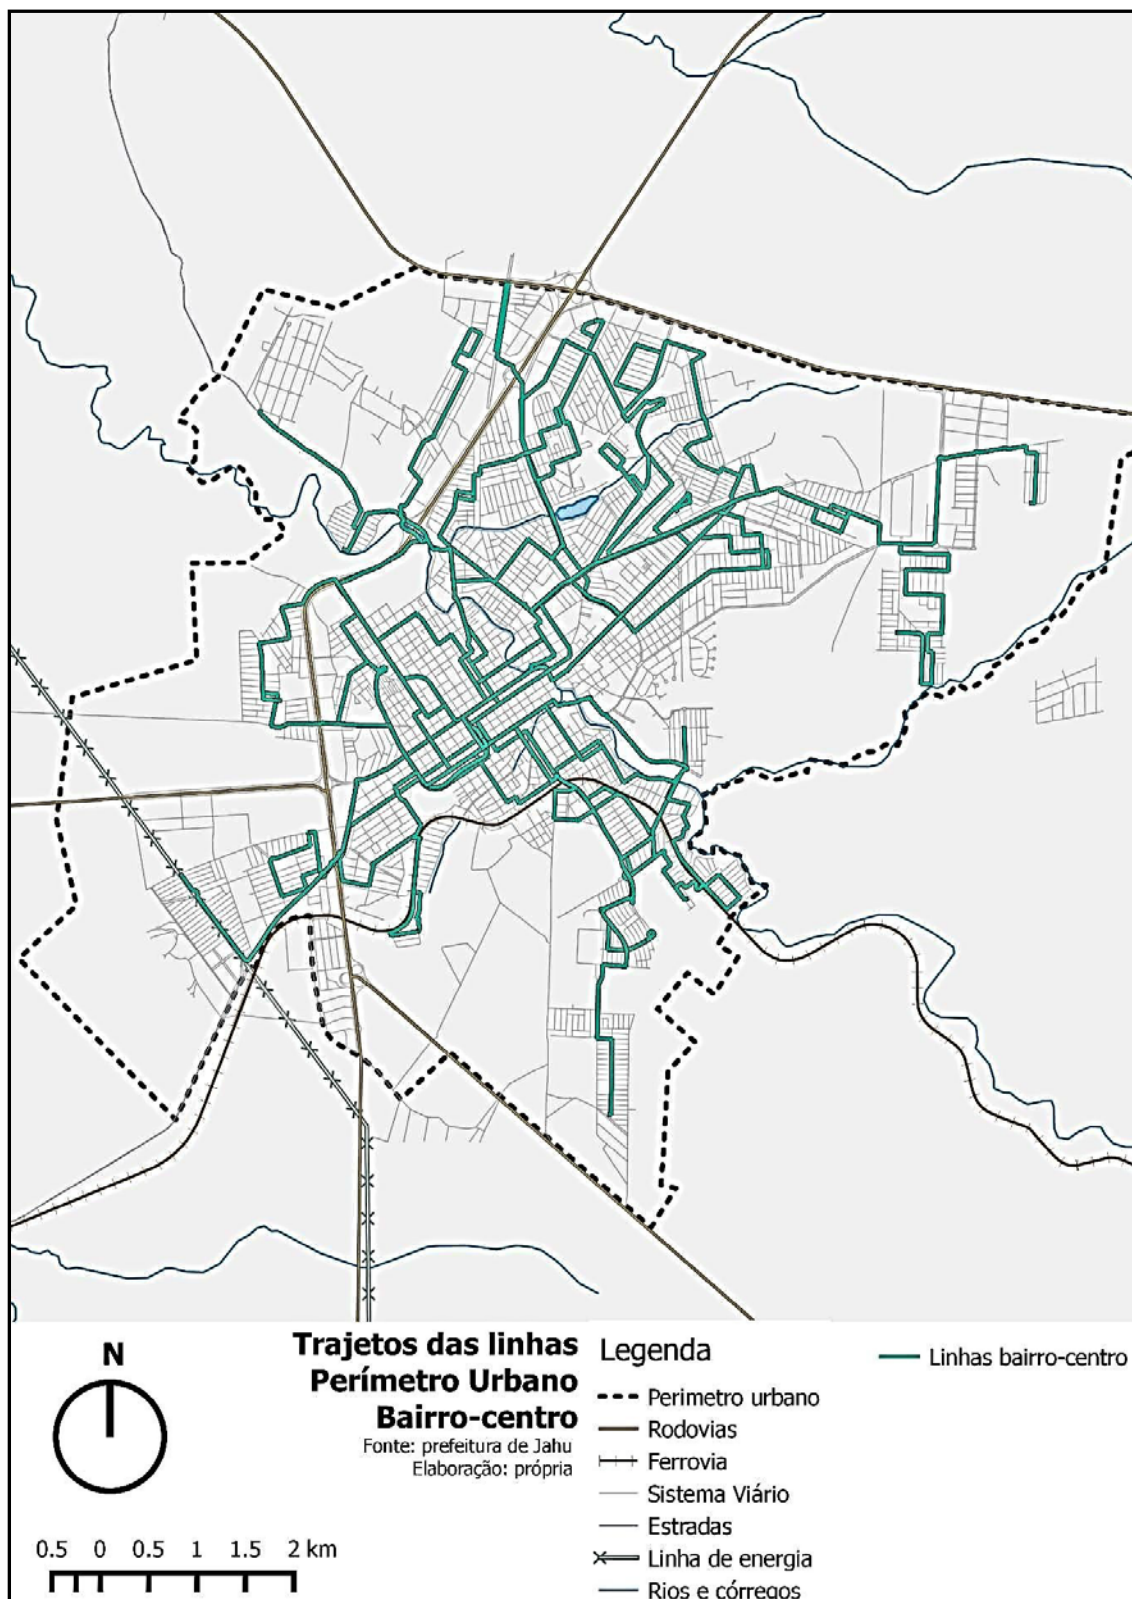 N
Trajetos das linhas
Perímetro Urbano
Bairro-centro
Fonte: prefeitura de Jahu
Elaboração: própria
0.5 0 0.5 1 1.5 2 km
Legenda
Perimetro urbano
Rodovias
Ferrovia
Sistema Viário
Estradas
Linha de energia
Rios e córregos
Linhas bairro-centro